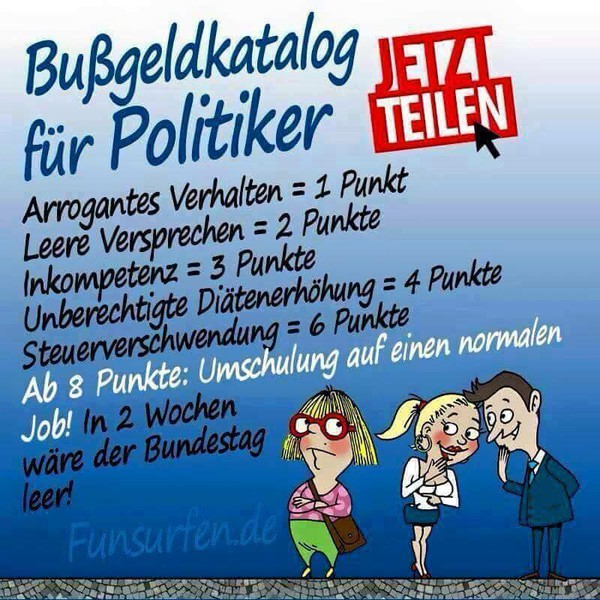 Bußgeldkatalog
für Politiker
JETZT
TEILEN
Arrogantes Verhalten = 1 Punkt
Leere Versprechen = 2 Punkte
Inkompetenz = 3 Punkte
Unberechtigte Diätenerhöhung = 4 Punkte
Steuerverschwendung = 6 Punkte
Ab 8 Punkte: Umschulung auf einen normalen
Job! In 2 Wochen
wäre der Bundestag
leer!
Funsurfen.de